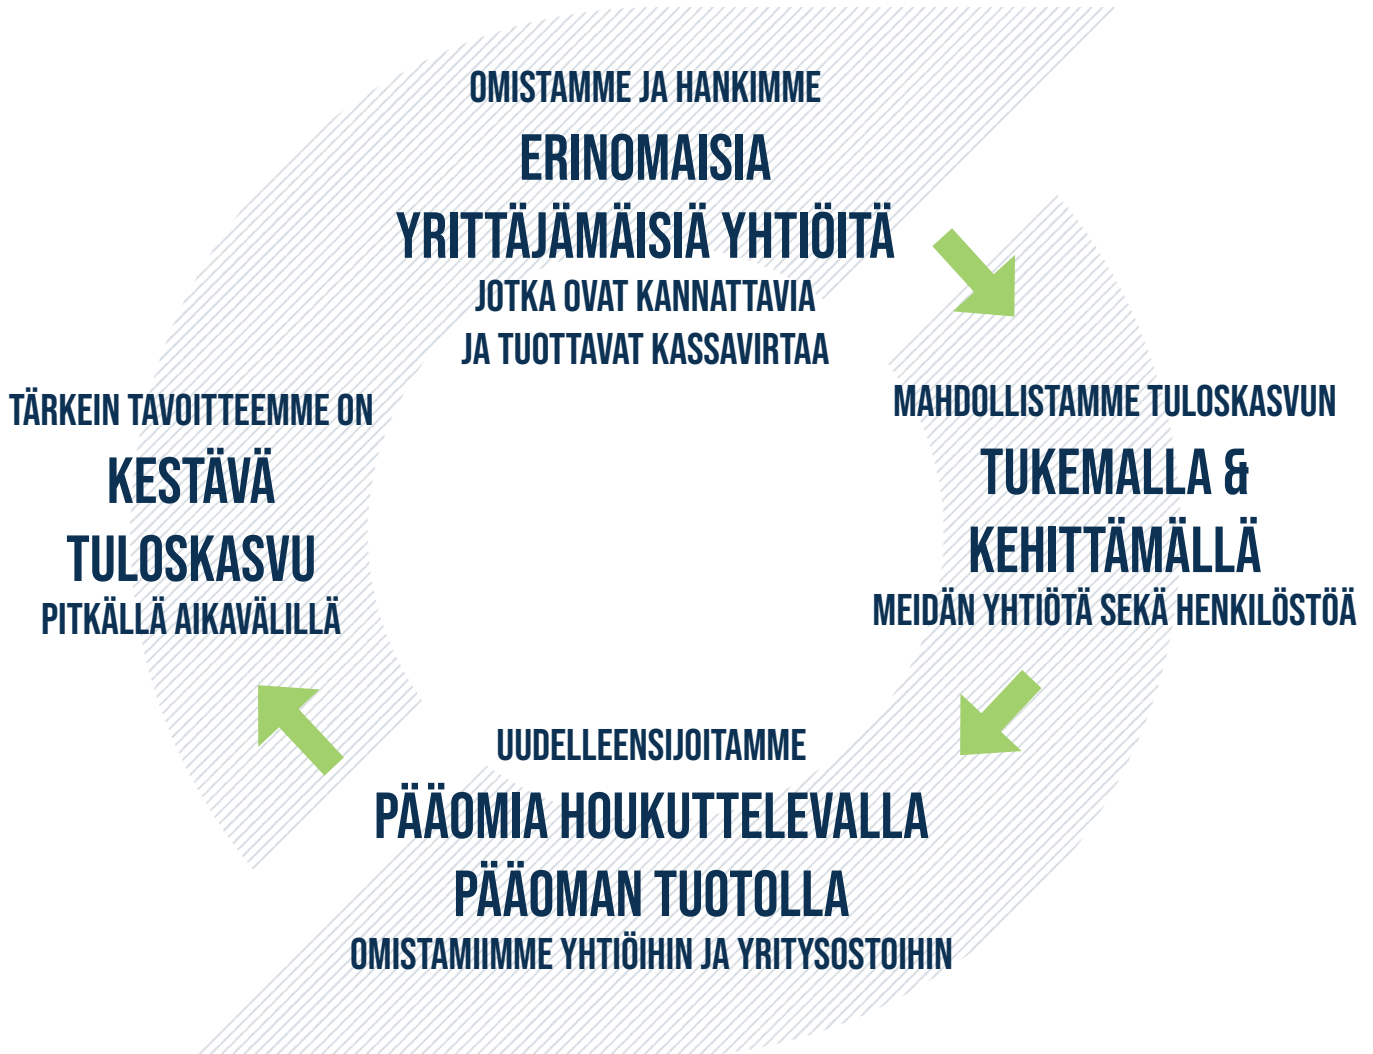 OMISTAMME JA HANKIMME
ERINOMAISIA
YRITTÄJÄMÄISIÄ YHTIÖITÄ
JOTKA OVAT KANNATTAVIA
JA TUOTTAVAT KASSAVIRTAA
MAHDOLLISTAMME TULOSKASVUN
TUKEMALLA &
KEHITTÄMÄLLÄ
MEIDÄN YHTIÖTÄ SEKÄ HENKILÖSTÖÄ
UUDELLEENSIJOITAMME
PÄÄOMIA HOUKUTTELEVALLA
PÄÄOMAN TUOTOLLA
OMISTAMIIMME YHTIÖIHIN JA YRITYSOSTOIHIN
TÄRKEIN TAVOITTEEMME ON
KESTÄVÄ
TULOSKASVU
PITKÄLLÄ AIKAVÄLILLÄ